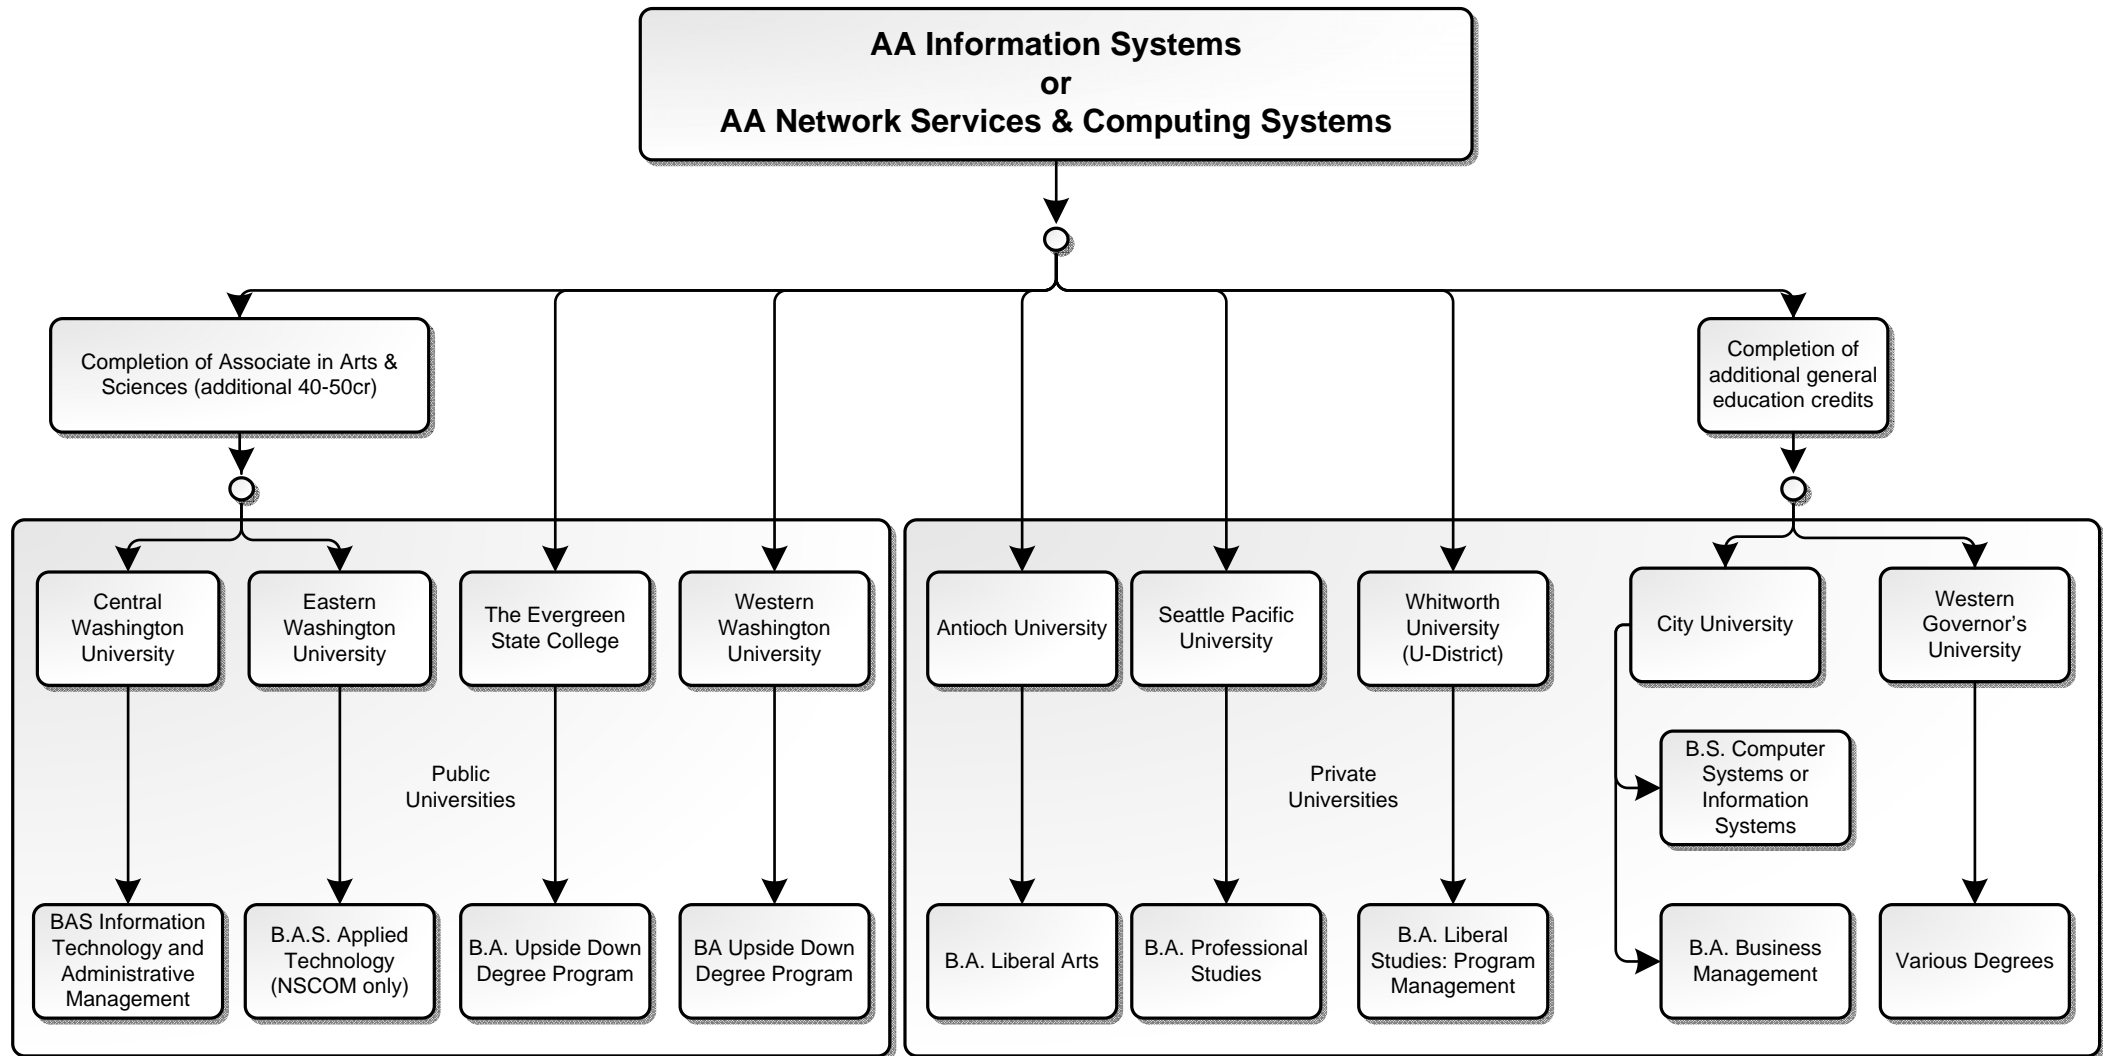 AA Information Systems
or
AA Network Services & Computing Systems
Completion of Associate in Arts &
Sciences (additional 40-50cr)
Completion of
additional general
education credits
Central
Washington
University
Eastern
Washington
University
The Evergreen
State College
Western
Washington
University
Antioch University
Seattle Pacific
University
Whitworth
University
(U-District)
City University
Western
Governor’s
University
Public
Universities
Private
Universities
B.S. Computer
Systems or
Information
Systems
BAS Information
Technology and
Administrative
Management
B.A.S. Applied
Technology
(NSCOM only)
B.A. Upside Down
Degree Program
BA Upside Down
Degree Program
B.A. Liberal Arts
B.A. Professional
Studies
B.A. Liberal
Studies: Program
Management
B.A. Business
Management
Various Degrees